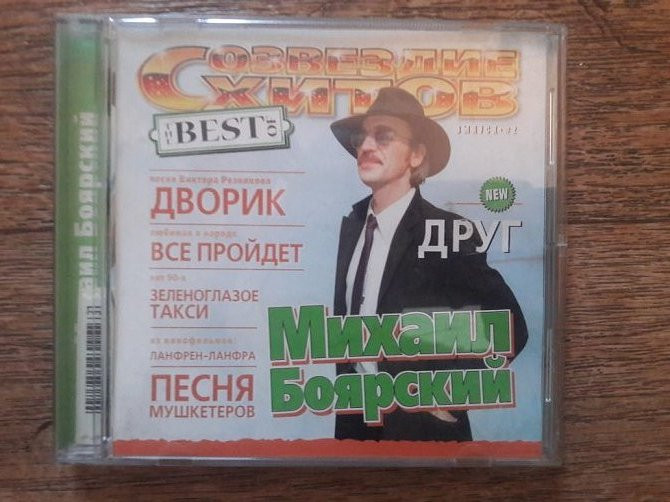 СОЗВЕЗДИЕ
ХИТОВ
THE BEST OF
песня Виктора Резникова
ДВОРИК
любимая в народе
ВСЕ ПРОЙДЕТ
хит 90-х
ЗЕЛЕНОГЛАЗОЕ
ТАКСИ
из кинофильмов:
ЛАНФРЕН-ЛАНФРА
ПЕСНЯ
МУШКЕТЕРОВ
NEW
ДРУГ
Михаил
Боярский
Боярский